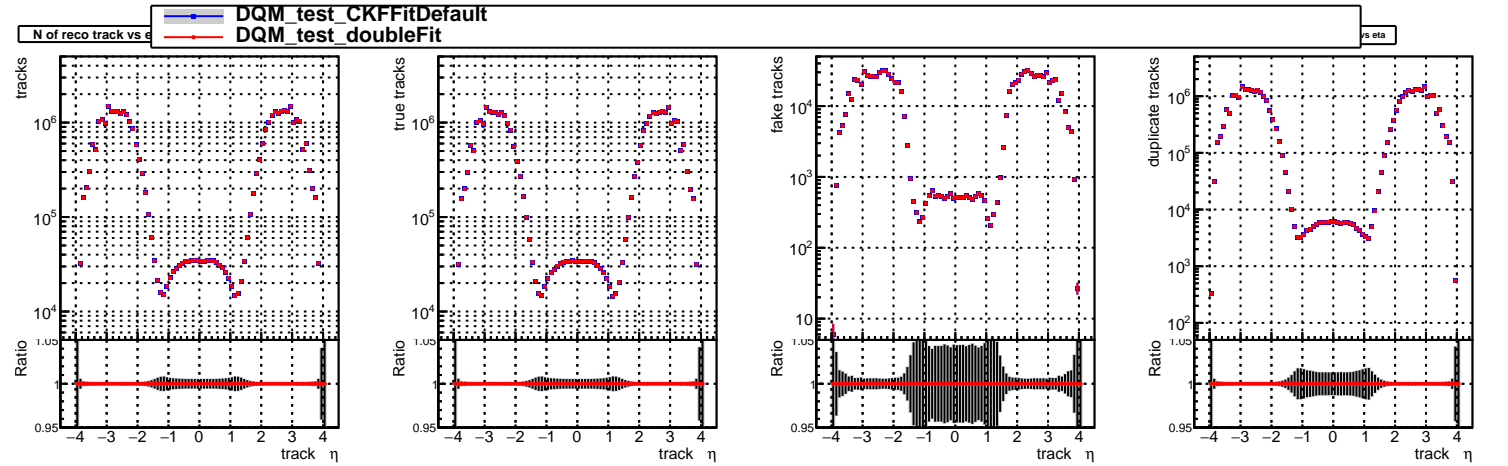 DQM_test_CKFFitDefault
DQM_test_doubleFit
N of reco track vs e
vs eta
tracks
10⁶
10⁵
10⁴
Ratio
1.05
1
0.95
−4 −3 −2 −1 0 1 2 3 4
track η
true tracks
10⁶
10⁵
10⁴
Ratio
1.05
1
0.95
−4 −3 −2 −1 0 1 2 3 4
track η
fake tracks
10⁴
10³
10²
10
Ratio
1.05
1
0.95
−4 −3 −2 −1 0 1 2 3 4
track η
duplicate tracks
10⁶
10⁵
10⁴
10³
10²
Ratio
1.05
1
0.95
−4 −3 −2 −1 0 1 2 3 4
track η